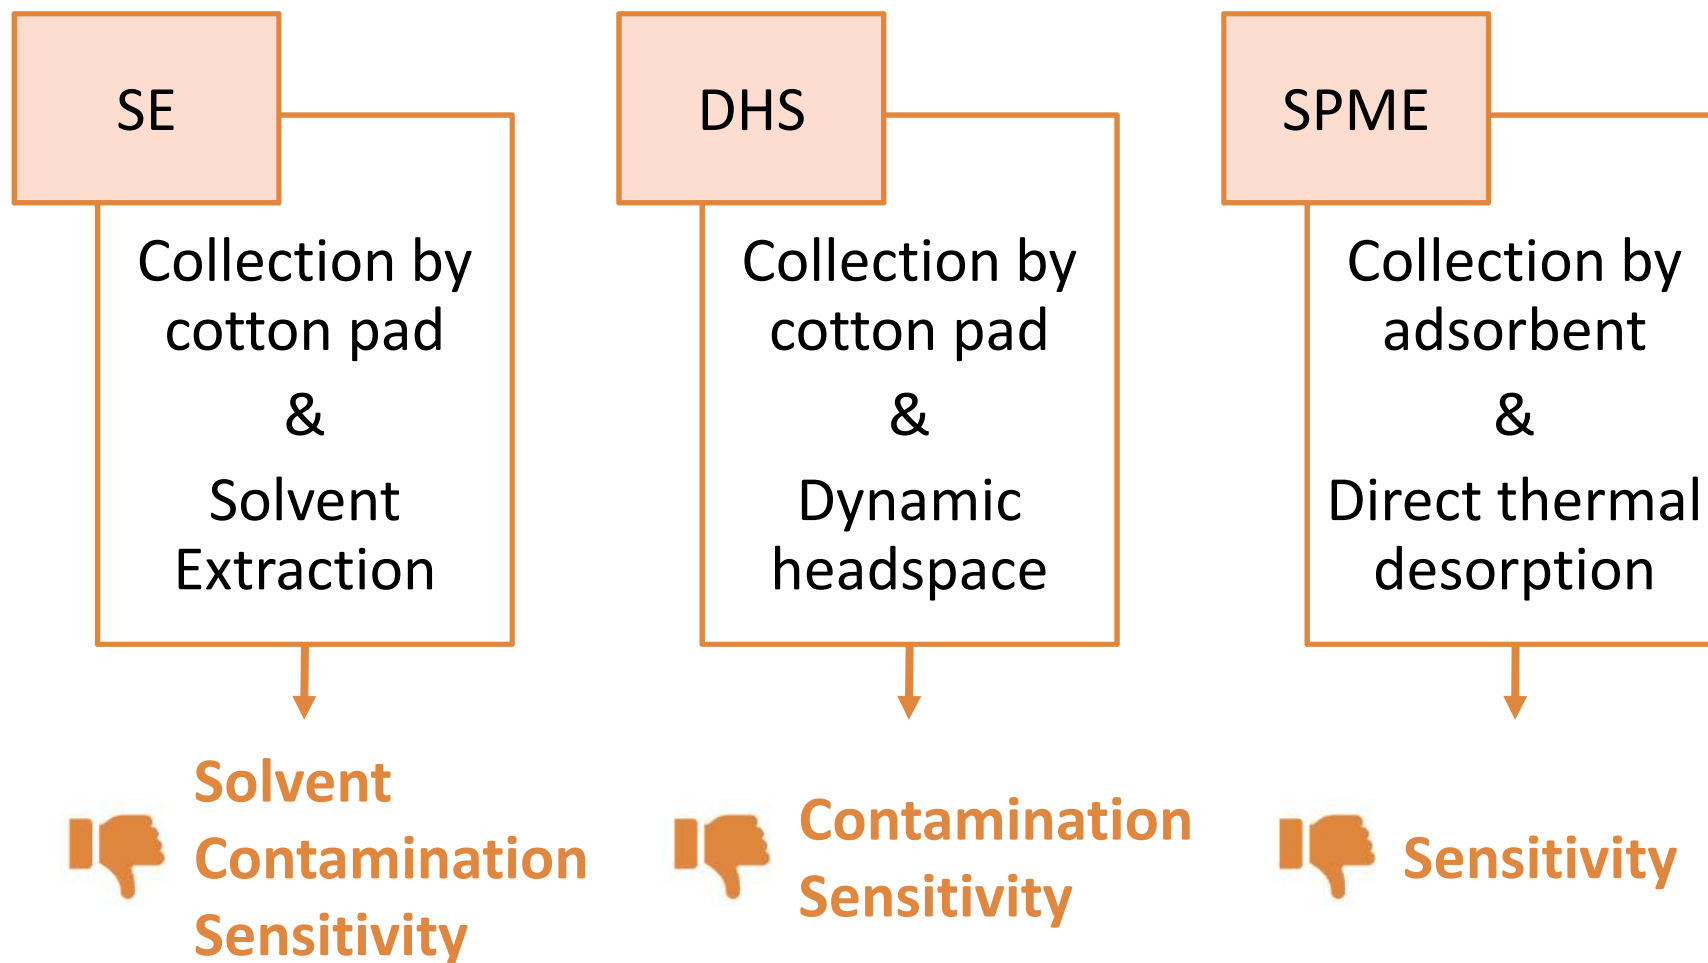 SE
Collection by
cotton pad
&
Solvent
Extraction
Solvent
Contamination
Sensitivity
DHS
Collection by
cotton pad
&
Dynamic
headspace
Contamination
Sensitivity
SPME
Collection by
adsorbent
&
Direct thermal
desorption
Sensitivity